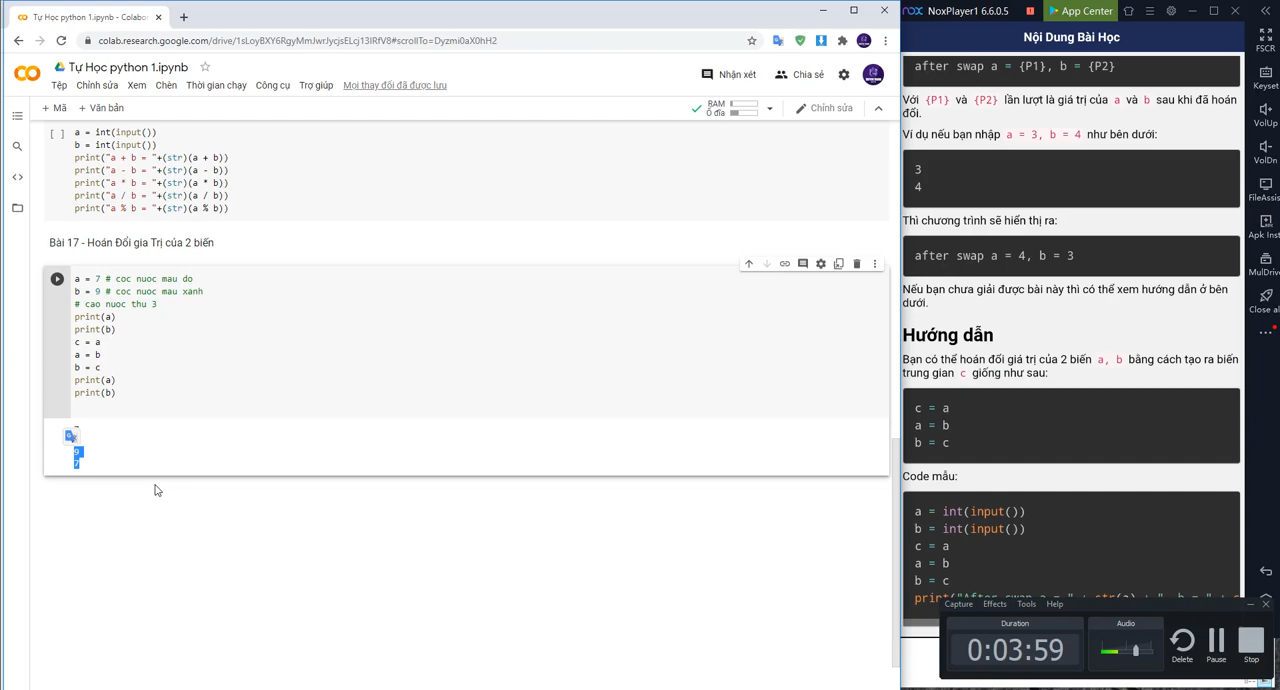 Tự Học python 1.ipynb - Colabor
colab.research.google.com/drive/1sLoyBXY6RgyMmJwrJycjsELcj13IRfV8#scrollTo=Dyzmi0aX0hH2
Tự Học python 1.ipynb
Nhận xét
Chia sẻ
Tệp Chỉnh sửa Xem Chèn Thời gian chạy Công cụ Trợ giúp Mọi thay đổi đã được lưu
+ Mã + Văn bản
RAM
Ổ đĩa
Chỉnh sửa
[ ] a = int(input())
b = int(input())
print("a + b = "+(str)(a + b))
print("a - b = "+(str)(a - b))
print("a * b = "+(str)(a * b))
print("a / b = "+(str)(a / b))
print("a % b = "+(str)(a % b))
Bài 17 - Hoán Đổi gia Trị của 2 biến
a = 7 # coc nuoc mau do
b = 9 # coc nuoc mau xanh
# cao nuoc thu 3
print(a)
print(b)
c = a
a = b
b = c
print(a)
print(b)
9
7
nox NoxPlayer1 6.6.0.5
App Center
Nội Dung Bài Học
after swap a = {P1}, b = {P2}
Với {P1} và {P2} lần lượt là giá trị của a và b sau khi đã hoán
đổi.
Ví dụ nếu bạn nhập a = 3, b = 4 như bên dưới:
3
4
Thì chương trình sẽ hiển thị ra:
after swap a = 4, b = 3
Nếu bạn chưa giải được bài này thì có thể xem hướng dẫn ở bên
dưới.
Hướng dẫn
Bạn có thể hoán đổi giá trị của 2 biến a, b bằng cách tạo ra biến
trung gian c giống như sau:
c = a
a = b
b = c
Code mẫu:
a = int(input())
b = int(input())
c = a
a = b
b = c
print("After swap a = " + str(a) + ", b = " + s
FSCR
Keyset
VolUp
VolDn
FileAssis
Apk Inst
MulDrive
Close al
Capture Effects Tools Help
Duration
0:03:59
Audio
Delete
Pause
Stop